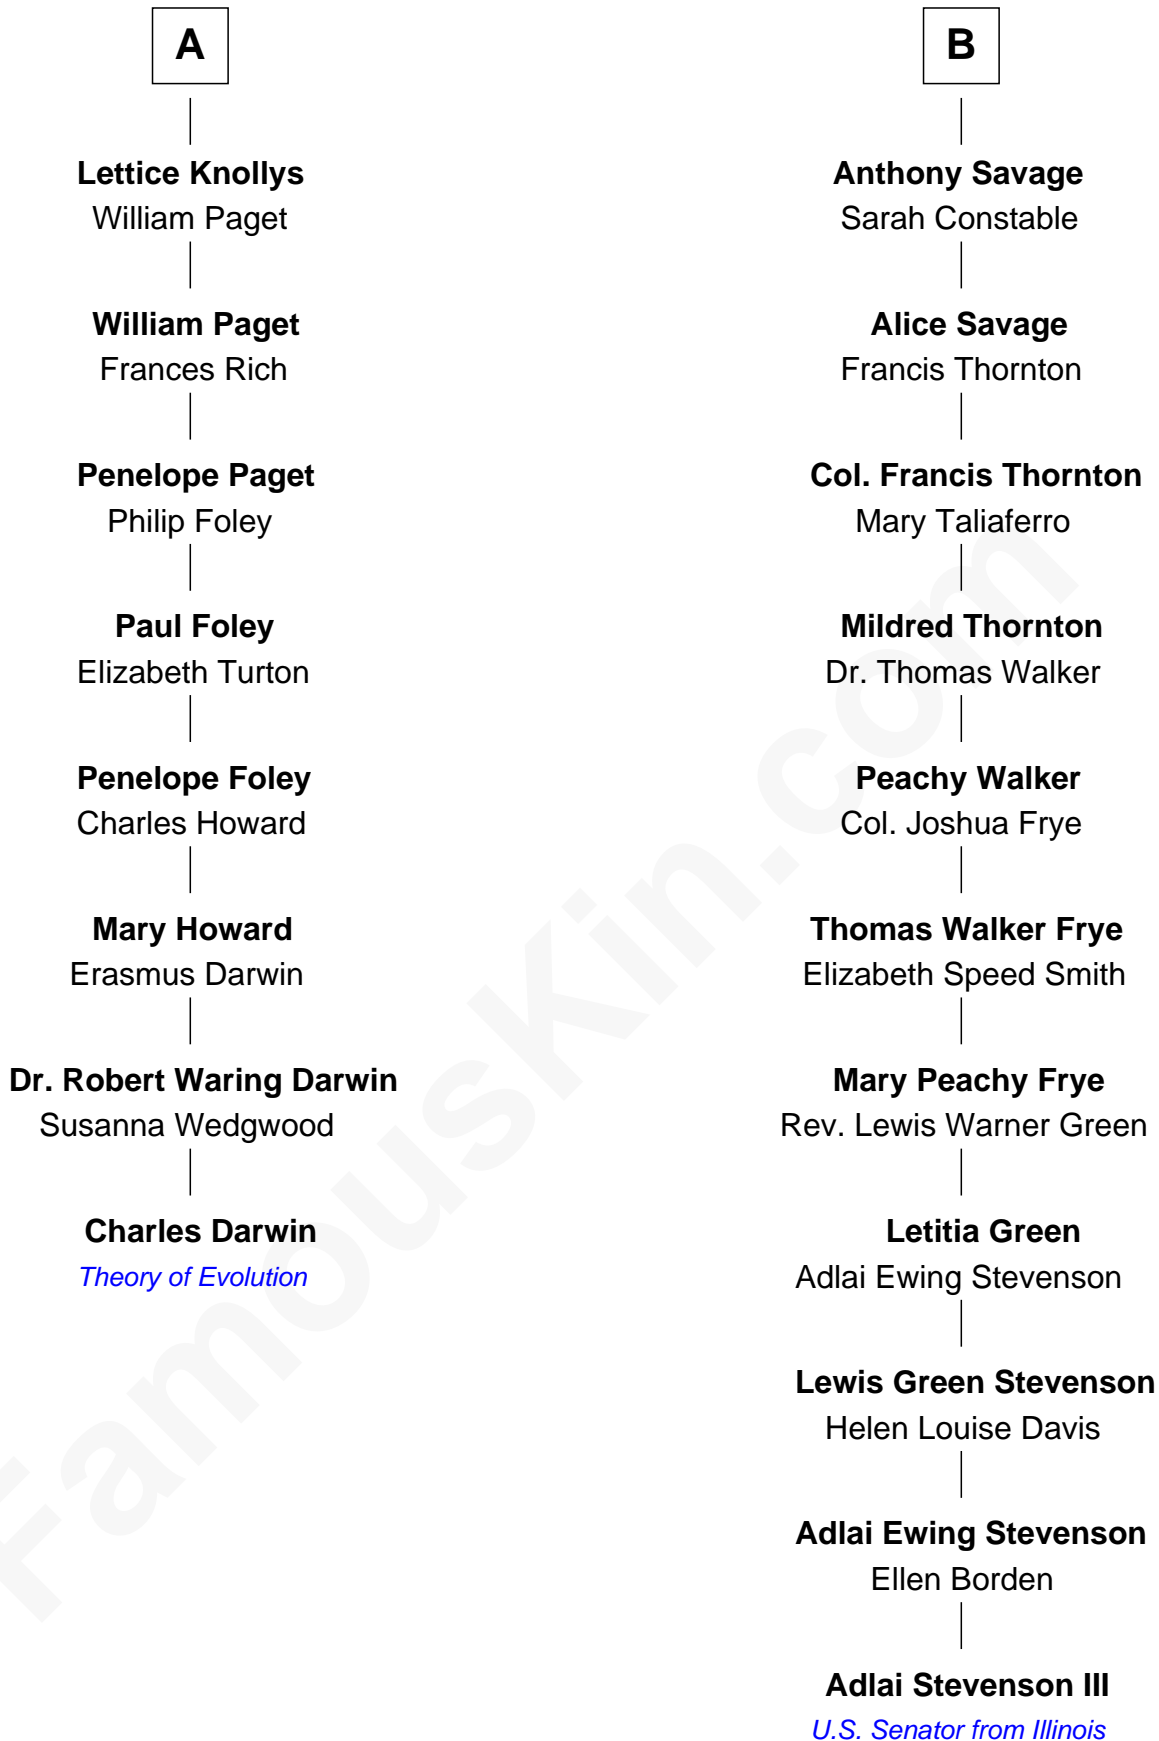 A
Lettice Knollys
William Paget
William Paget
Frances Rich
Penelope Paget
Philip Foley
Paul Foley
Elizabeth Turton
Penelope Foley
Charles Howard
Mary Howard
Erasmus Darwin
Dr. Robert Waring Darwin
Susanna Wedgwood
Charles Darwin
Theory of Evolution
B
Anthony Savage
Sarah Constable
Alice Savage
Francis Thornton
Col. Francis Thornton
Mary Taliaferro
Mildred Thornton
Dr. Thomas Walker
Peachy Walker
Col. Joshua Frye
Thomas Walker Frye
Elizabeth Speed Smith
Mary Peachy Frye
Rev. Lewis Warner Green
Letitia Green
Adlai Ewing Stevenson
Lewis Green Stevenson
Helen Louise Davis
Adlai Ewing Stevenson
Ellen Borden
Adlai Stevenson III
U.S. Senator from Illinois
FamousKin.com